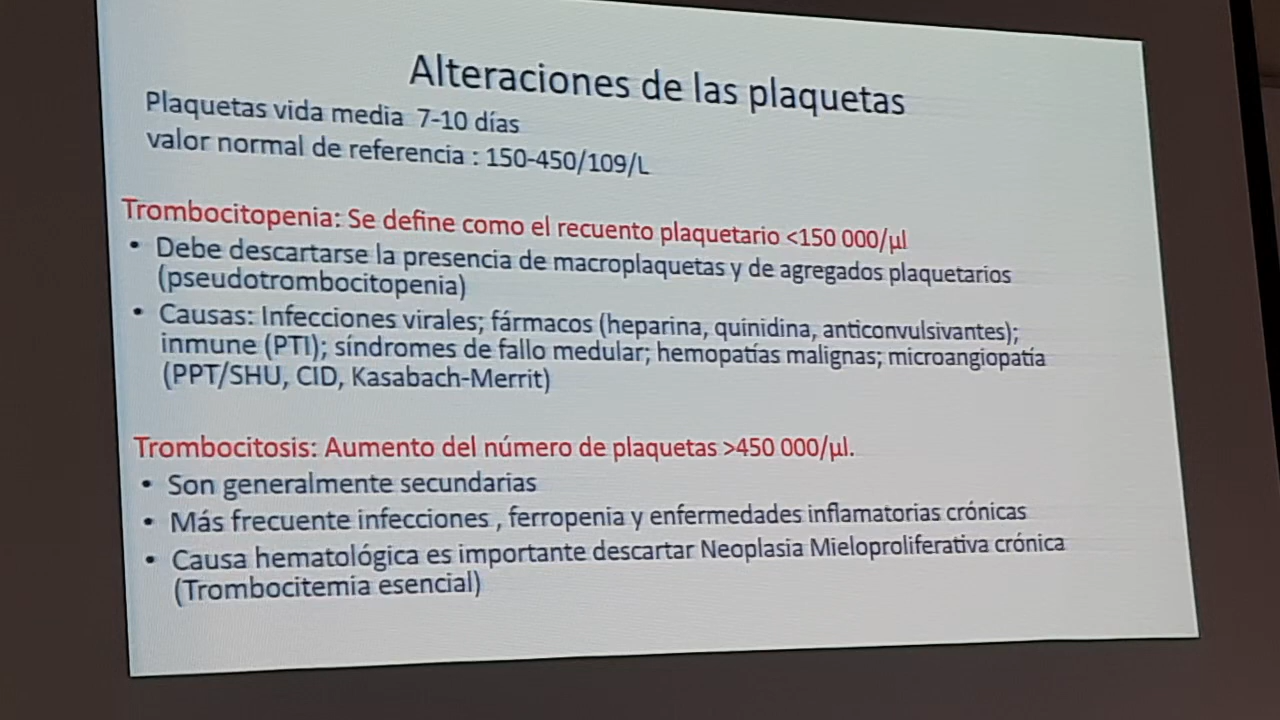 Alteraciones de las plaquetas
Plaquetas vida media 7-10 días
valor normal de referencia : 150-450/109/L
Trombocitopenia: Se define como el recuento plaquetario <150 000/µl
• Debe descartarse la presencia de macroplaquetas y de agregados plaquetarios
(pseudotrombocitopenia)
• Causas: Infecciones virales; fármacos (heparina, quinidina, anticonvulsivantes);
inmune (PTI); síndromes de fallo medular; hemopatías malignas; microangiopatía
(PPT/SHU, CID, Kasabach-Merrit)
Trombocitosis: Aumento del número de plaquetas >450 000/µl.
• Son generalmente secundarias
• Más frecuente infecciones , ferropenia y enfermedades inflamatorias crónicas
• Causa hematológica es importante descartar Neoplasia Mieloproliferativa crónica
(Trombocitemia esencial)